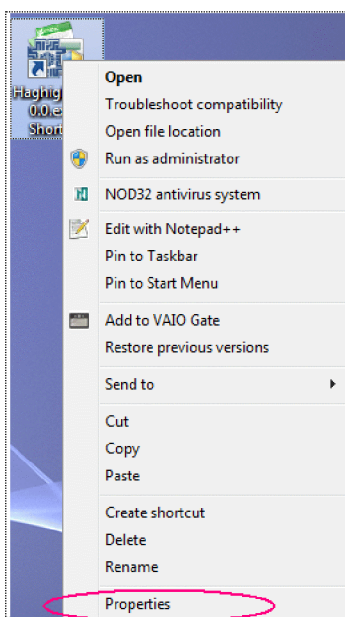 Haghig
0.0.e
Short
Open
Troubleshoot compatibility
Open file location
Run as administrator
NOD32 antivirus system
Edit with Notepad++
Pin to Taskbar
Pin to Start Menu
Add to VAIO Gate
Restore previous versions
Send to
Cut
Copy
Paste
Create shortcut
Delete
Rename
Properties